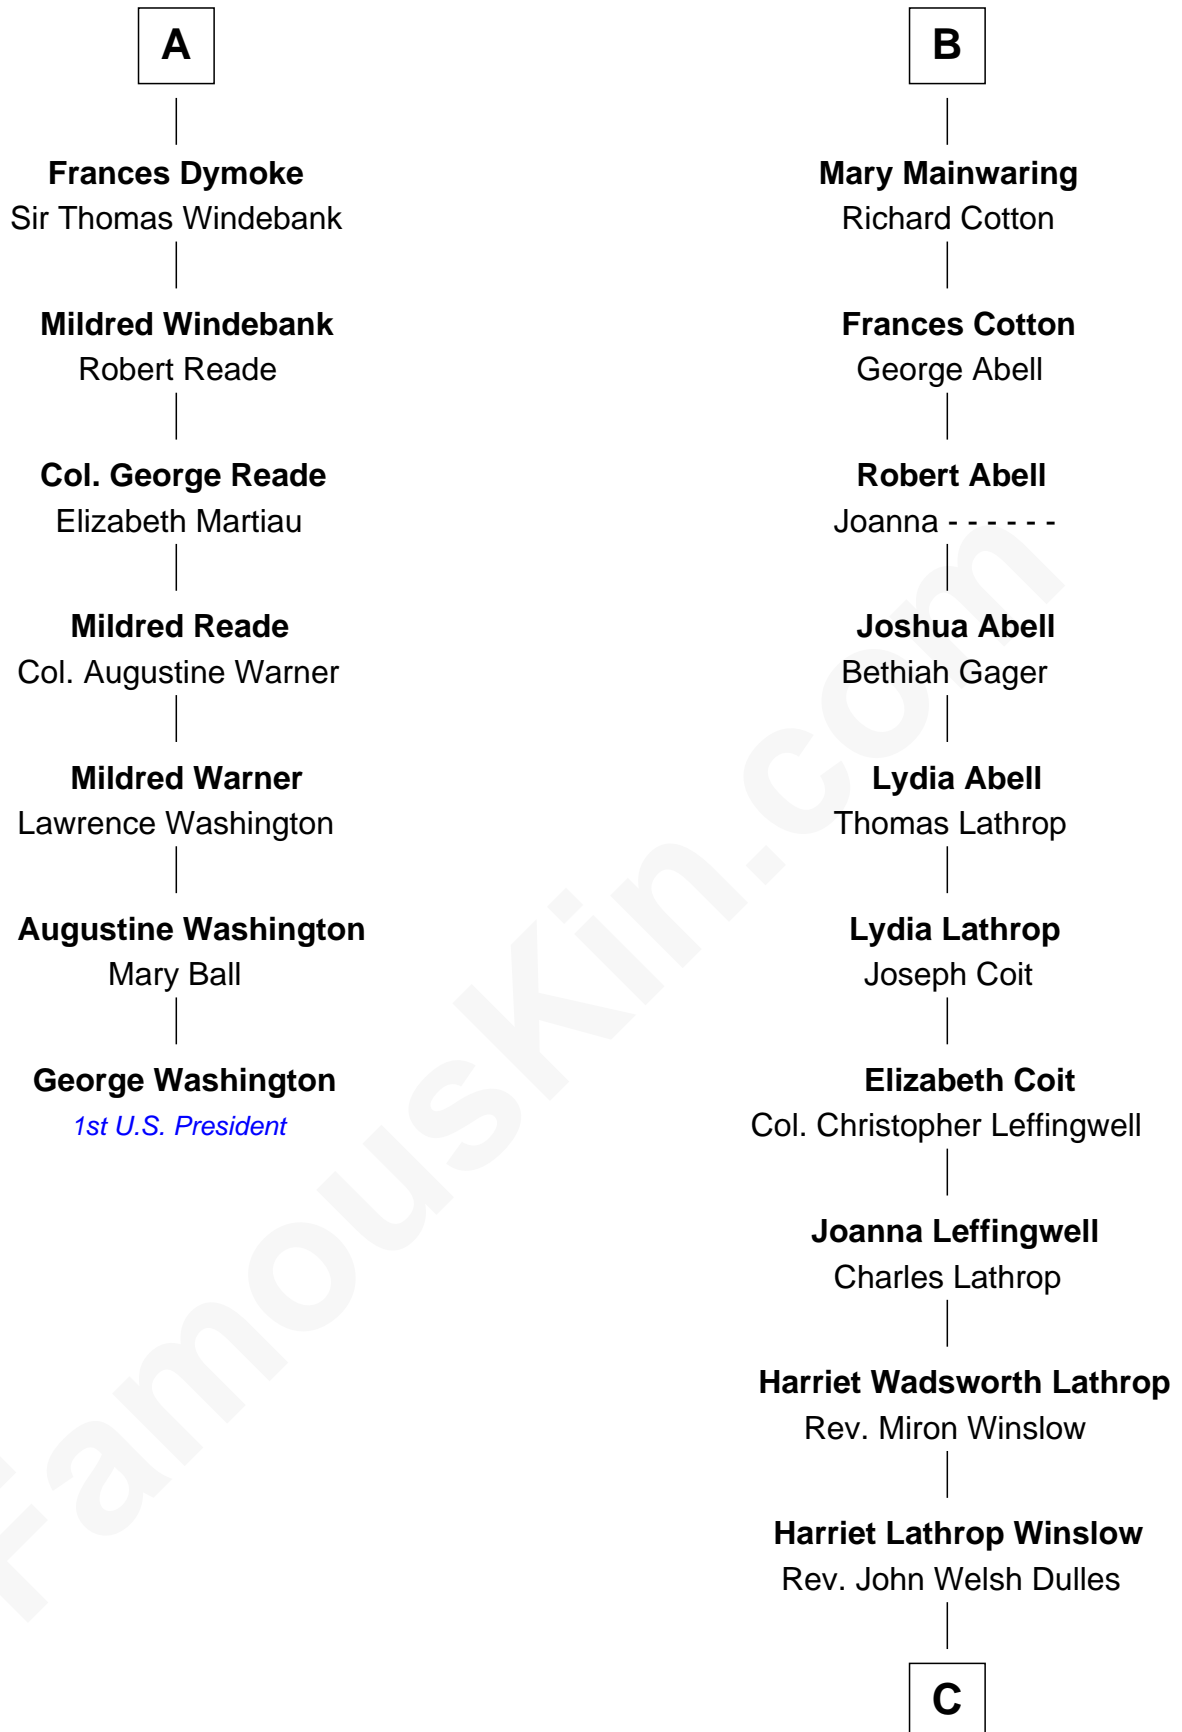 A
Frances Dymoke
Sir Thomas Windebank
Mildred Windebank
Robert Reade
Col. George Reade
Elizabeth Martiau
Mildred Reade
Col. Augustine Warner
Mildred Warner
Lawrence Washington
Augustine Washington
Mary Ball
George Washington
1st U.S. President
B
Mary Mainwaring
Richard Cotton
Frances Cotton
George Abell
Robert Abell
Joanna - - - - - -
Joshua Abell
Bethiah Gager
Lydia Abell
Thomas Lathrop
Lydia Lathrop
Joseph Coit
Elizabeth Coit
Col. Christopher Leffingwell
Joanna Leffingwell
Charles Lathrop
Harriet Wadsworth Lathrop
Rev. Miron Winslow
Harriet Lathrop Winslow
Rev. John Welsh Dulles
C
FamousKin.com